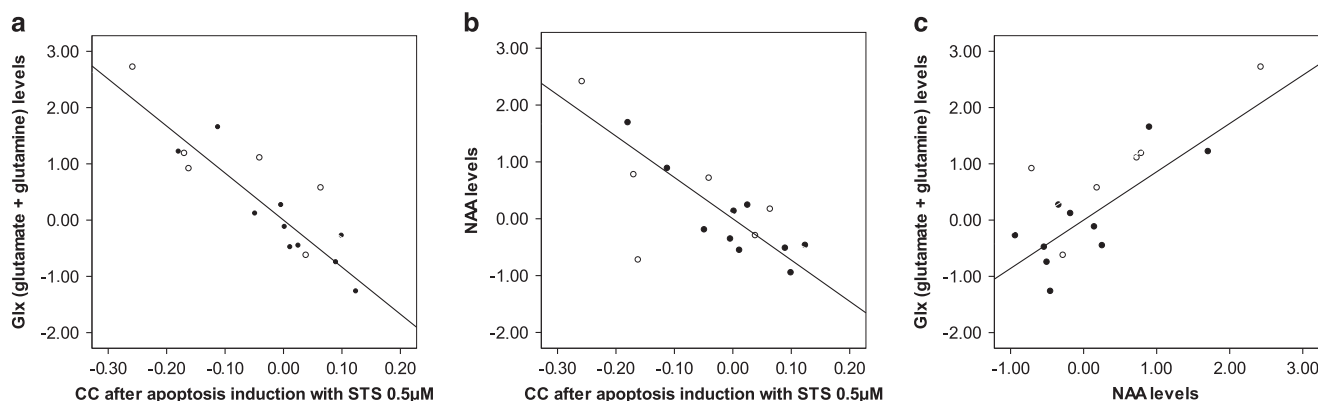 a
Glx (glutamate + glutamine) levels
3.00
2.00
1.00
0.00
-1.00
-2.00
-0.30 -0.20 -0.10 0.00 0.10 0.20
CC after apoptosis induction with STS 0.5µM
b
NAA levels
3.00
2.00
1.00
0.00
-1.00
-2.00
-0.30 -0.20 -0.10 0.00 0.10 0.20
CC after apoptosis induction with STS 0.5µM
c
Glx (glutamate + glutamine) levels
3.00
2.00
1.00
0.00
-1.00
-2.00
-1.00 0.00 1.00 2.00 3.00
NAA levels